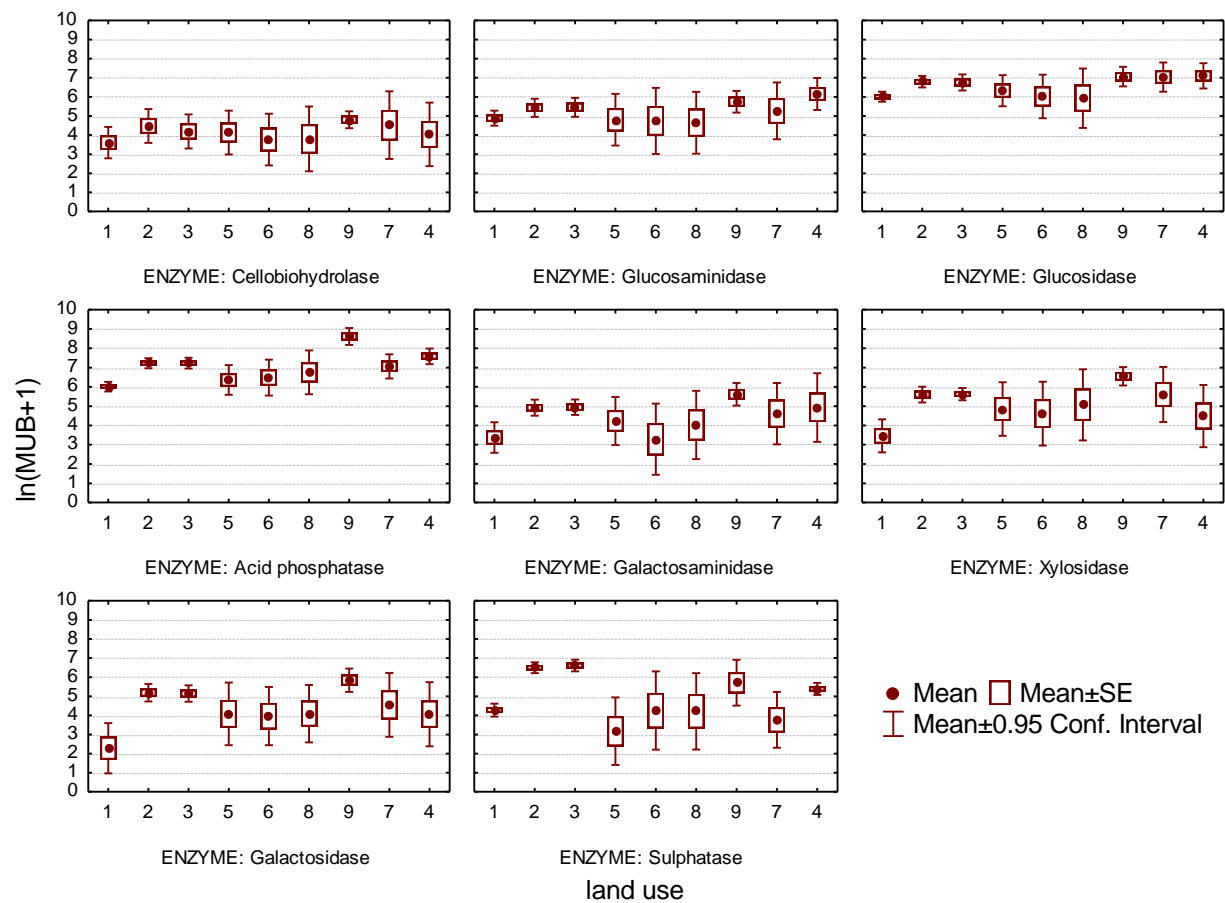 10
9
8
7
6
5
4
3
2
1
0
1 2 3 5 6 8 9 7 4
ENZYME: Cellobiohydrolase
1 2 3 5 6 8 9 7 4
ENZYME: Glucosaminidase
1 2 3 5 6 8 9 7 4
ENZYME: Glucosidase
ln(MUB+1)
10
9
8
7
6
5
4
3
2
1
0
1 2 3 5 6 8 9 7 4
ENZYME: Acid phosphatase
1 2 3 5 6 8 9 7 4
ENZYME: Galactosaminidase
1 2 3 5 6 8 9 7 4
ENZYME: Xylosidase
10
9
8
7
6
5
4
3
2
1
0
1 2 3 5 6 8 9 7 4
ENZYME: Galactosidase
1 2 3 5 6 8 9 7 4
ENZYME: Sulphatase
Mean Mean±SE
Mean±0.95 Conf. Interval
land use